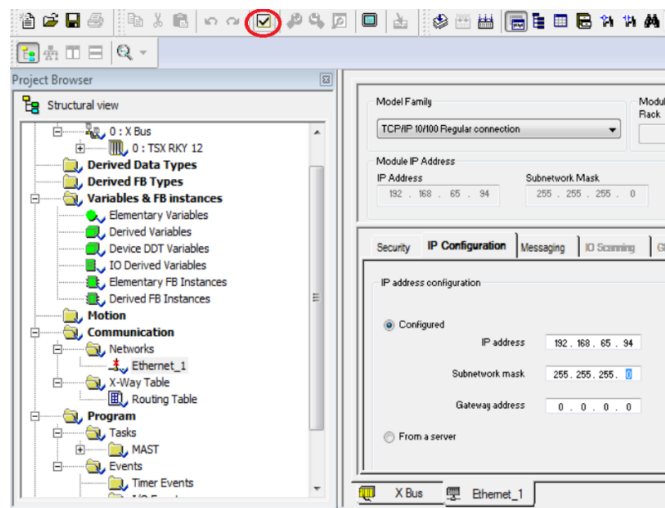 Project Browser
Structural view
0 : X Bus
0 : TSX RKY 12
Derived Data Types
Derived FB Types
Variables & FB instances
Elementary Variables
Derived Variables
Device DDT Variables
IO Derived Variables
Elementary FB Instances
Derived FB Instances
Motion
Communication
Networks
Ethernet_1
X-Way Table
Routing Table
Program
Tasks
MAST
Events
Timer Events
Model Family
Modul
Rack
TCP/IP 10/100 Regular connection
Module IP Address
IP Address
Subnetwork Mask
192 . 168 . 65 . 94
255 . 255 . 255 . 0
Security
IP Configuration
Messaging
IO Scanning
Gl
IP address configuration
Configured
IP address
192 . 168 . 65 . 94
Subnetwork mask
255 . 255 . 255 . 0
Gateway address
0 . 0 . 0 . 0
From a server
X Bus
Ethernet_1